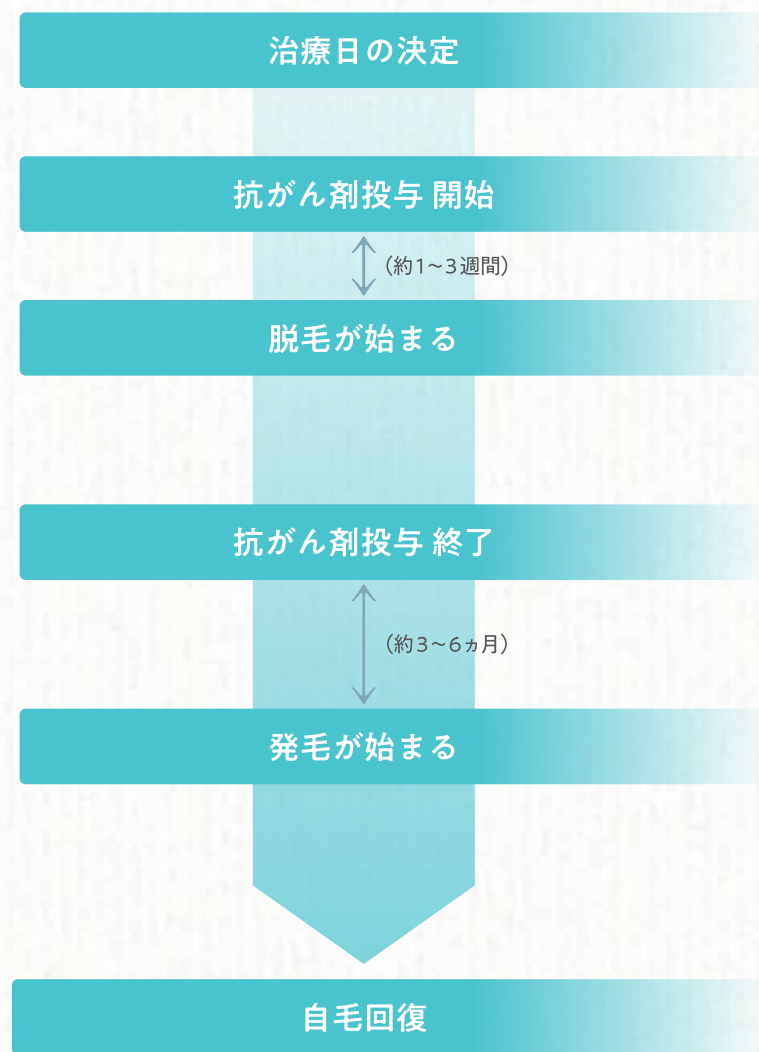 治療日の決定
抗がん剤投与 開始
（約1～3週間）
脱毛が始まる
抗がん剤投与 終了
（約3～6ヵ月）
発毛が始まる
自毛回復